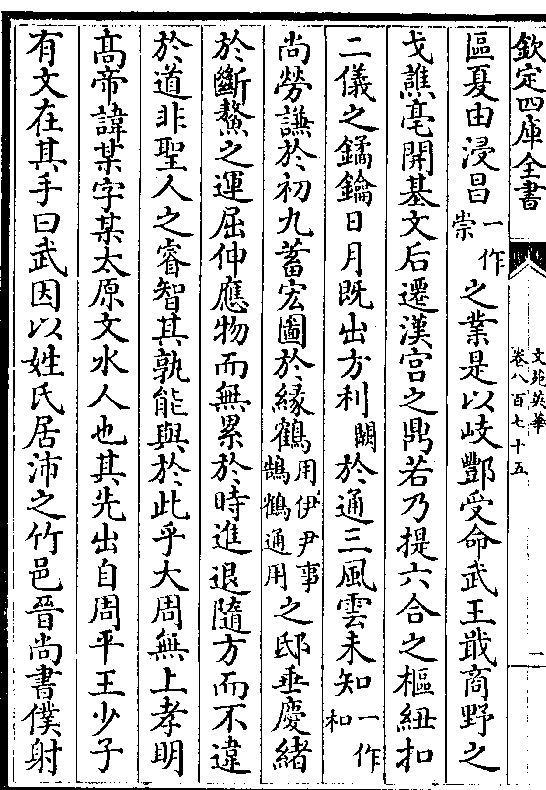 欽定四庫全書
文苑英華
卷八百七十五
二
區夏由浸昌一作崇之業是以岐酆受命武王戢商野之
戈譙亳開基文后遷漢宮之鼎若乃提六合之樞紐扣
二儀之鐍鑰日月既出方利闕於通三風雲未知一作和
尚勞謙於初九蓄宏圖於緣鶴用伊尹事鵠鶴通用之邸垂慶緒
於斷鰲之運屈伸應物而無累於時進退隨方而不違
於道非聖人之睿智其孰能與於此乎大周無上孝明
髙帝諱某字某太原文水人也其先出自周平王少子
有文在其手曰武因以姓氏居沛之竹邑晉尚書僕射